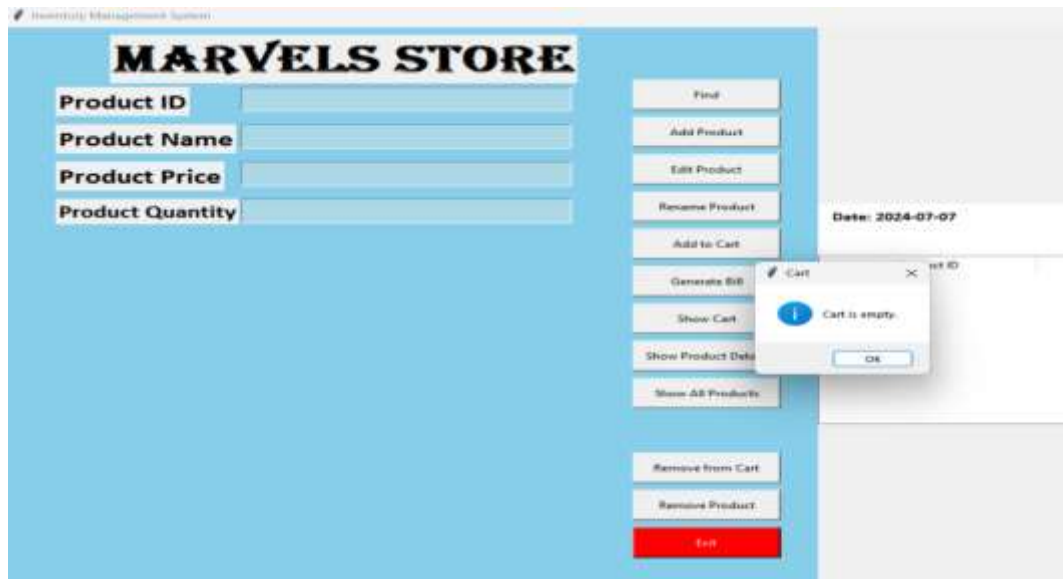 Inventory Management System
MARVELS STORE
Product ID
Product Name
Product Price
Product Quantity
Find
Add Product
Edit Product
Rename Product
Add to Cart
Generate Bill
Show Cart
Show Product
Show All Products
Remove from Cart
Remove Product
Exit
Date: 2024-07-07
ID
Cart
Cart is empty.
OK